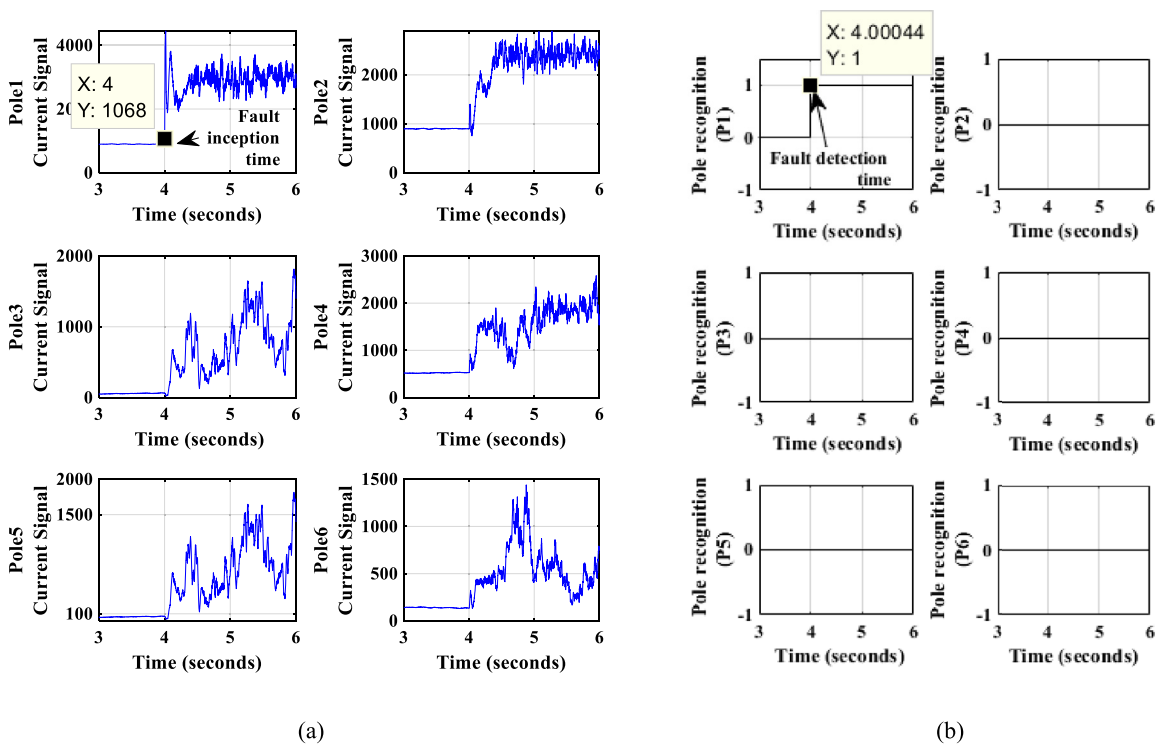 4000
2000
0
Pole1
Current Signal
X: 4
Y: 1068
Fault
inception
time
3 4 5 6
Time (seconds)
2000
1000
0
Pole2
Current Signal
3 4 5 6
Time (seconds)
2000
1000
0
Pole3
Current Signal
3 4 5 6
Time (seconds)
3000
2000
1000
0
Pole4
Current Signal
3 4 5 6
Time (seconds)
2000
1500
100
Pole5
Current Signal
3 4 5 6
Time (seconds)
1500
1000
500
0
Pole6
Current Signal
3 4 5 6
Time (seconds)
(a)
X: 4.00044
Y: 1
1
0
-1
Pole recognition
(P1)
Fault detection
time
3 4 5 6
Time (seconds)
1
0
-1
Pole recognition
(P2)
3 4 5 6
Time (seconds)
1
0
-1
Pole recognition
(P3)
3 4 5 6
Time (seconds)
1
0
-1
Pole recognition
(P4)
3 4 5 6
Time (seconds)
1
0
-1
Pole recognition
(P5)
3 4 5 6
Time (seconds)
1
0
-1
Pole recognition
(P6)
3 4 5 6
Time (seconds)
(b)